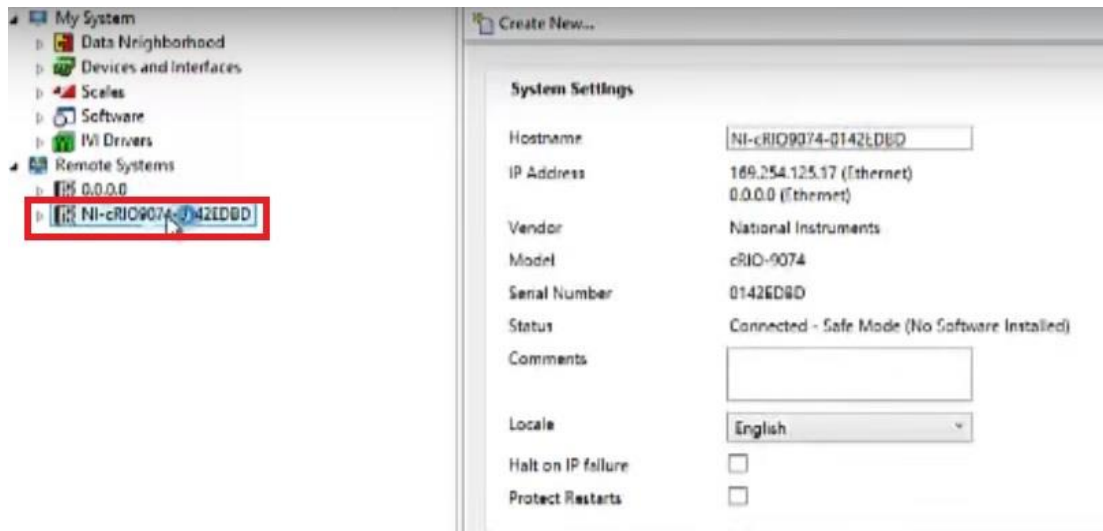 My System
Data Neighborhood
Devices and Interfaces
Scales
Software
IVI Drivers
Remote Systems
0.0.0.0
NI-cRIO9074-0142EDBD
Create New...
System Settings
Hostname NI-cRIO9074-0142EDBD
IP Address 169.254.125.17 (Ethernet)
0.0.0.0 (Ethernet)
Vendor National Instruments
Model cRIO-9074
Serial Number 0142EDBD
Status Connected - Safe Mode (No Software Installed)
Comments
Locale English
Halt on IP failure
Protect Restarts